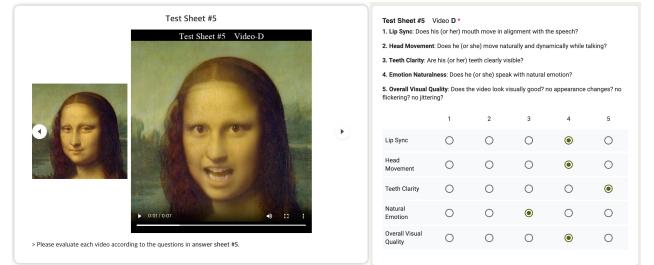 Test Sheet #5
Test Sheet #5 Video-D
0:01 / 0:07
> Please evaluate each video according to the questions in answer sheet #5.
Test Sheet #5 Video D *
1. Lip Sync: Does his (or her) mouth move in alignment with the speech?
2. Head Movement: Does he (or she) move naturally and dynamically while talking?
3. Teeth Clarity: Are his (or her) teeth clearly visible?
4. Emotion Naturalness: Does he (or she) speak with natural emotion?
5. Overall Visual Quality: Does the video look visually good? no appearance changes? no
flickering? no jittering?
1 2 3 4 5
Lip Sync
Head
Movement
Teeth Clarity
Natural
Emotion
Overall Visual
Quality